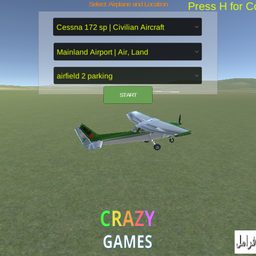 Select Airplane and Location
Press H for Co
Cessna 172 sp | Civilian Aircraft
Mainland Airport | Air, Land
airfield 2 parking
START
CRAZY
GAMES
فرامل